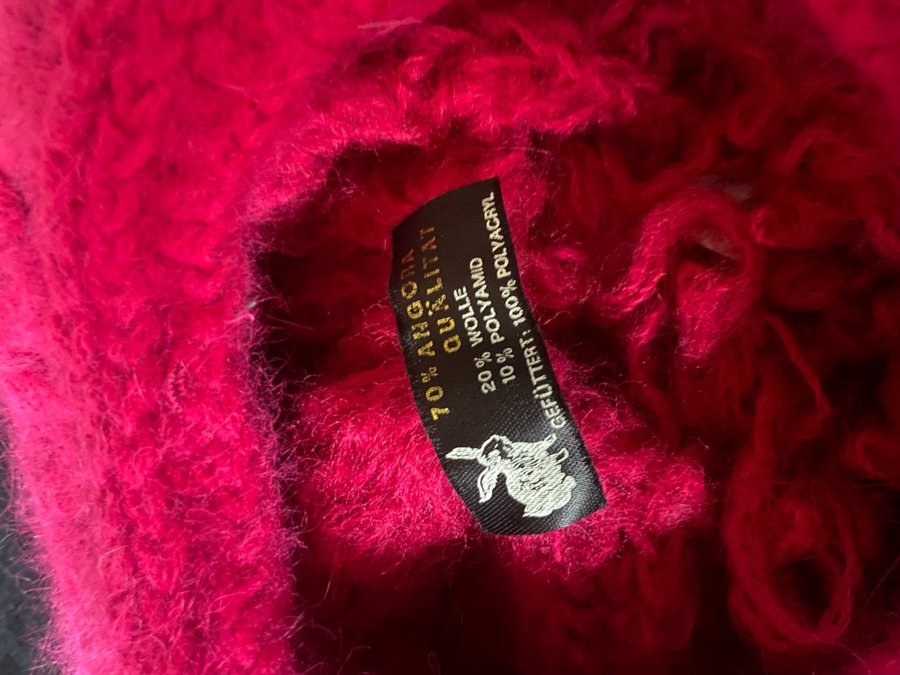 70% ANGORA
QUALITÄT
20% WOLLE
10% POLYAMID
GEFÜTTERT: 100% POLYACRYL